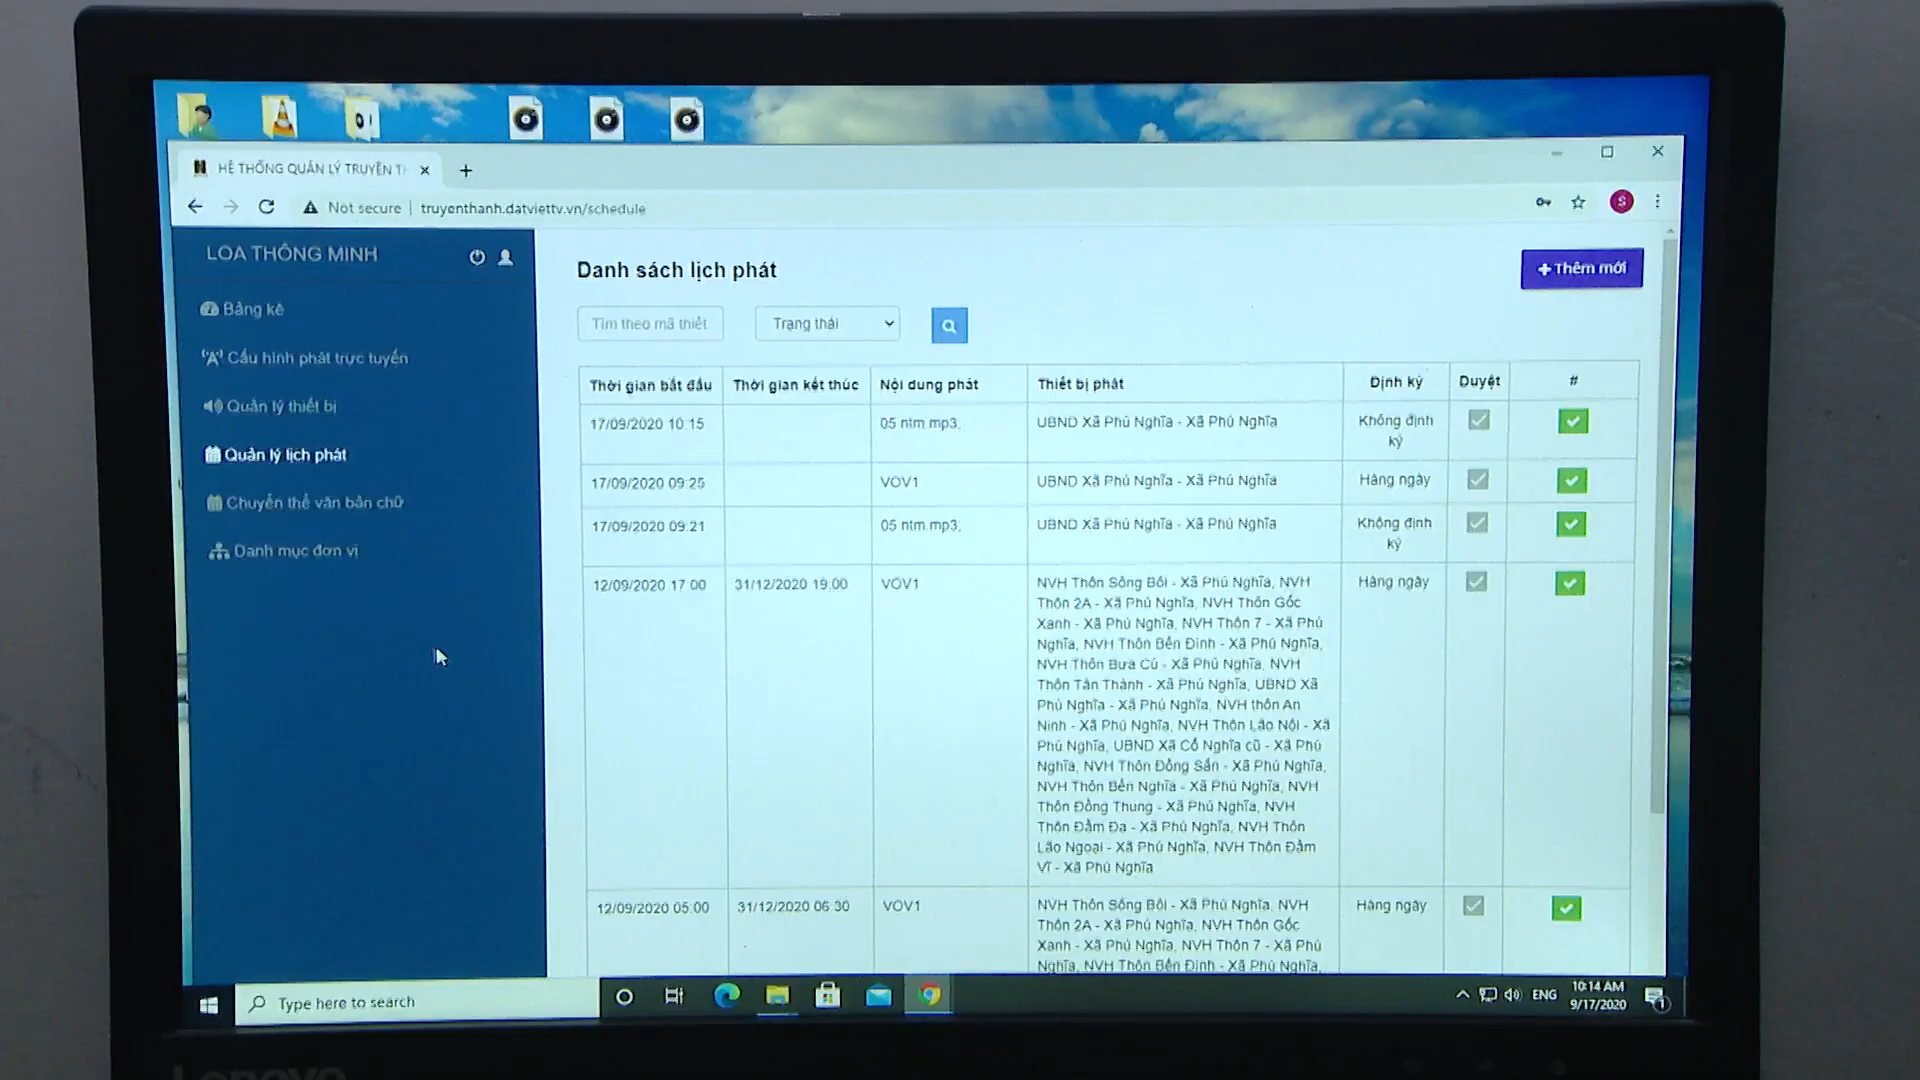 HỆ THỐNG QUẢN LÝ TRUYỀN T
Not secure | truyenthanh.datviettv.vn/schedule
S
LOA THÔNG MINH
Bảng kê
Cấu hình phát trực tuyến
Quản lý thiết bị
Quản lý lịch phát
Chuyển thể văn bản chữ
Danh mục đơn vị
Danh sách lịch phát
Thêm mới
Tìm theo mã thiết
Trạng thái
Thời gian bắt đầu Thời gian kết thúc Nội dung phát Thiết bị phát Định kỳ Duyệt #
17/09/2020 10:15 05 ntm.mp3; UBND Xã Phú Nghĩa - Xã Phú Nghĩa Không định
kỳ
17/09/2020 09:25 VOV1 UBND Xã Phú Nghĩa - Xã Phú Nghĩa Hàng ngày
17/09/2020 09:21 05 ntm.mp3; UBND Xã Phú Nghĩa - Xã Phú Nghĩa Không định
kỳ
12/09/2020 17:00 31/12/2020 19:00 VOV1 NVH Thôn Sông Bôi - Xã Phú Nghĩa, NVH Hàng ngày
Thôn 2A - Xã Phú Nghĩa, NVH Thôn Gốc
Xanh - Xã Phú Nghĩa, NVH Thôn 7 - Xã Phú
Nghĩa, NVH Thôn Bến Đình - Xã Phú Nghĩa,
NVH Thôn Bưa Cú - Xã Phú Nghĩa, NVH
Thôn Tân Thành - Xã Phú Nghĩa, UBND Xã
Phú Nghĩa - Xã Phú Nghĩa, NVH thôn An
Ninh - Xã Phú Nghĩa, NVH Thôn Lão Nội - Xã
Phú Nghĩa, UBND Xã Cố Nghĩa cũ - Xã Phú
Nghĩa, NVH Thôn Đồng Sắn - Xã Phú Nghĩa,
NVH Thôn Bến Nghĩa - Xã Phú Nghĩa, NVH
Thôn Đồng Thung - Xã Phú Nghĩa, NVH
Thôn Đầm Đa - Xã Phú Nghĩa, NVH Thôn
Lão Ngoại - Xã Phú Nghĩa, NVH Thôn Đầm
Vĩ - Xã Phú Nghĩa
12/09/2020 05:00 31/12/2020 06:30 VOV1 NVH Thôn Sông Bôi - Xã Phú Nghĩa, NVH Hàng ngày
Thôn 2A - Xã Phú Nghĩa, NVH Thôn Gốc
Xanh - Xã Phú Nghĩa, NVH Thôn 7 - Xã Phú
Nghĩa, NVH Thôn Bến Đình - Xã Phú Nghĩa,
Type here to search
ENG
10:14 AM
9/17/2020
1
Lenovo